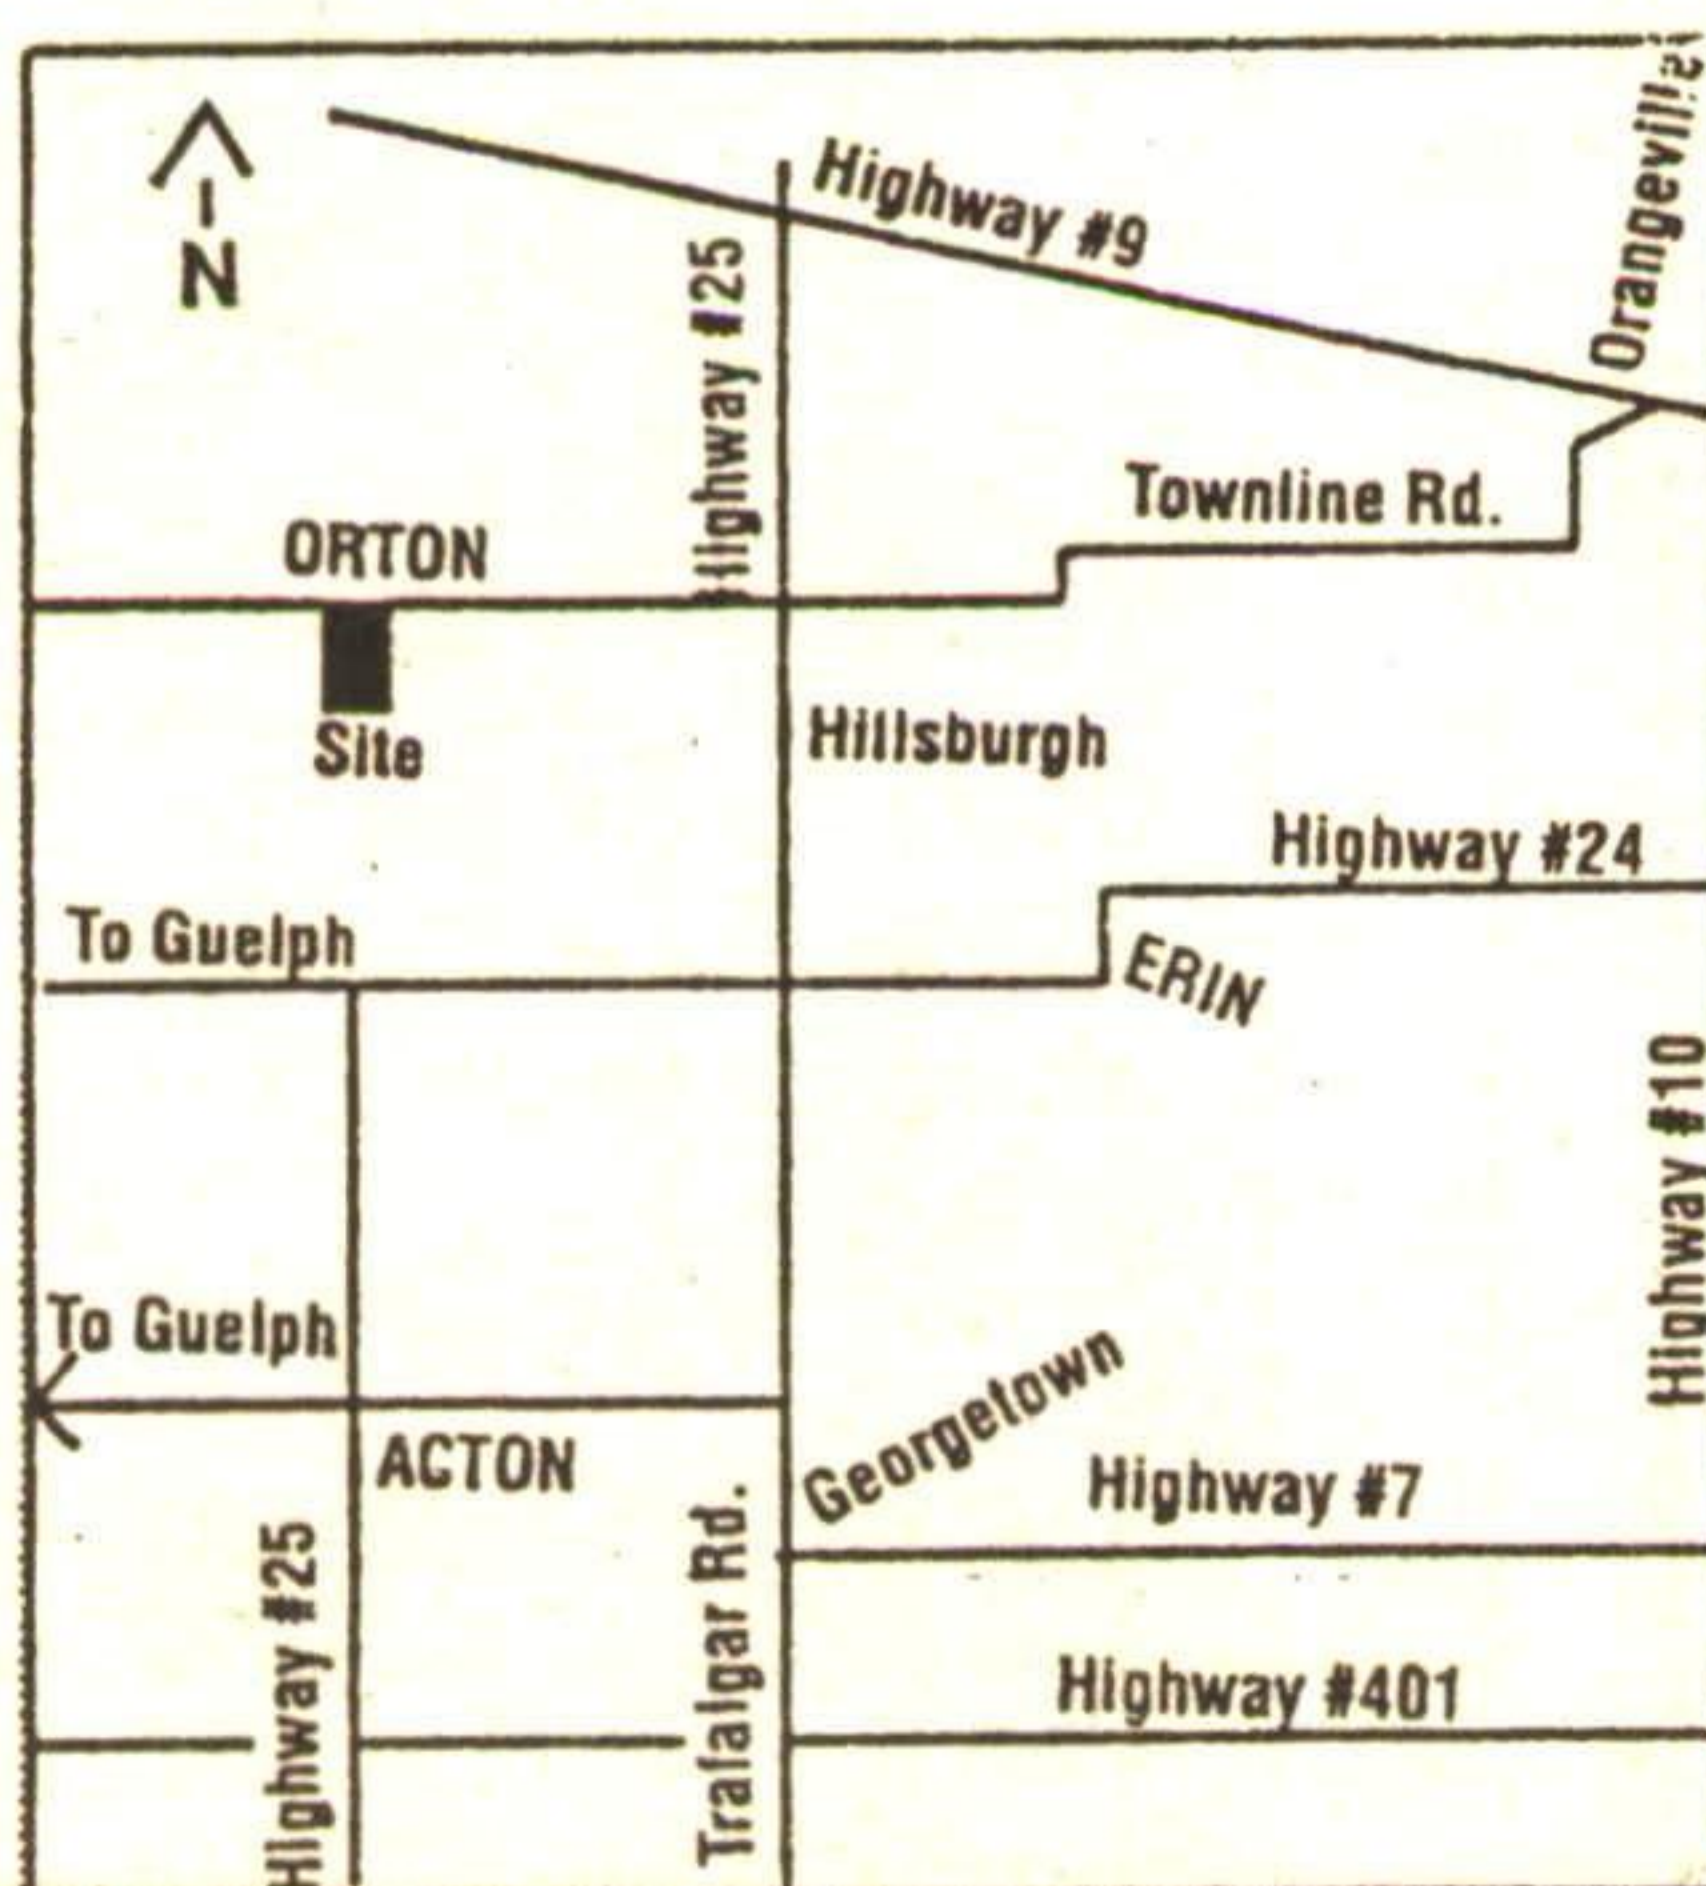 Orangeville
Highway #9
N
Highway #25
Townline Rd.
ORTON
Site
Hillsburgh
Highway #24
To Guelph
ERIN
Highway #10
To Guelph
Georgetown
ACTON
Highway #7
Highway #25
Trafalgar Rd.
Highway #401